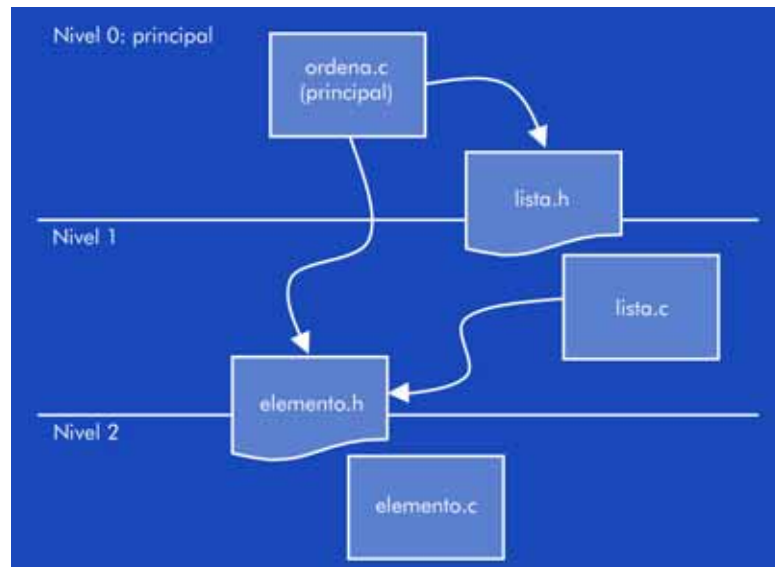 Nivel 0: principal
ordena.c
(principal)
lista.h
Nivel 1
lista.c
elemento.h
Nivel 2
elemento.c